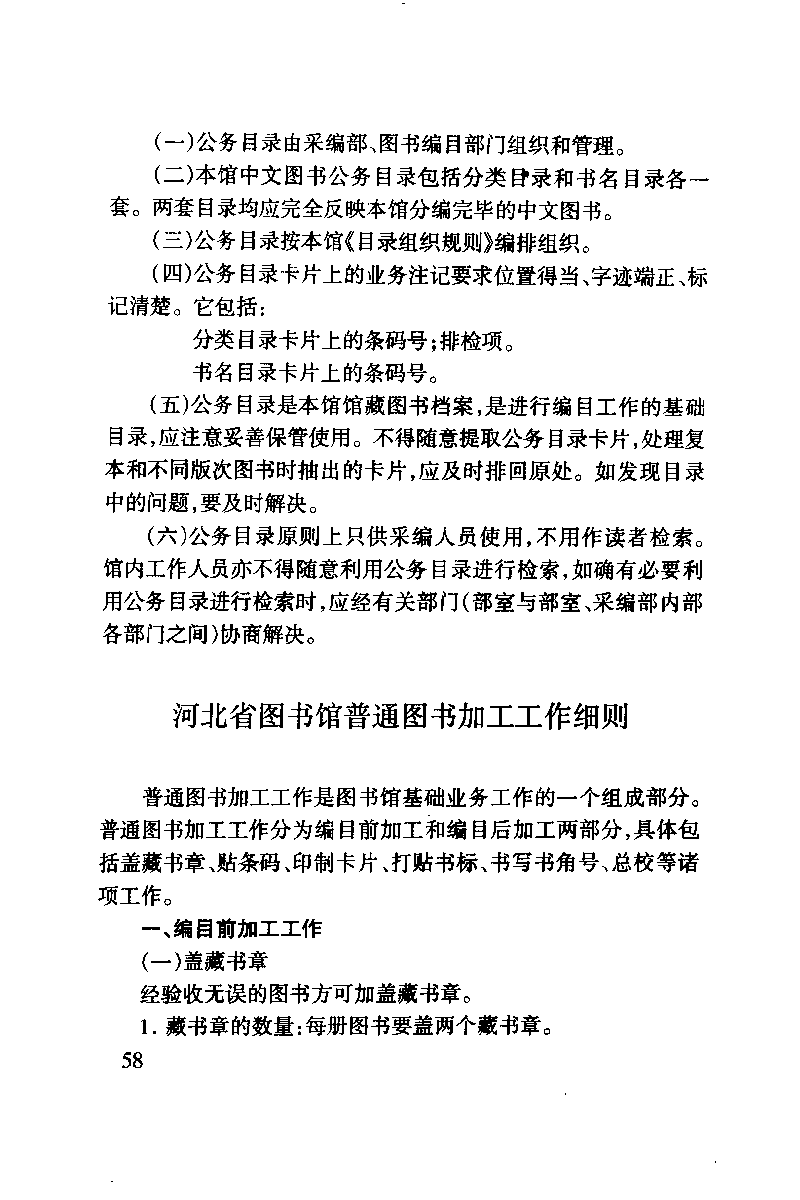 (一)公务目录由采编部、图书编目部门组织和管理。
(二)本馆中文图书公务目录包括分类目录和书名目录各一
套。两套目录均应完全反映本馆分编完毕的中文图书。
(三)公务目录按本馆《目录组织规则》编排组织。
(四)公务目录卡片上的业务注记要求位置得当、字迹端正、标
记清楚。它包括:
分类目录卡片上的条码号;排检项。
书名目录卡片上的条码号。
(五)公务目录是本馆馆藏图书档案,是进行编目工作的基础
目录,应注意妥善保管使用。不得随意提取公务目录卡片,处理复
本和不同版次图书时抽出的卡片,应及时排回原处。如发现目录
中的问题,要及时解决。
(六)公务目录原则上只供采编人员使用,不用作读者检索。
馆内工作人员亦不得随意利用公务目录进行检索,如确有必要利
用公务目录进行检索时,应经有关部门(部室与部室、采编部内部
各部门之间)协商解决。
河北省图书馆普通图书加工工作细则
普通图书加工工作是图书馆基础业务工作的一个组成部分。
普通图书加工工作分为编目前加工和编目后加工两部分,具体包
括盖藏书章、贴条码、印制卡片、打贴书标、书写书角号、总校等诸
项工作。
一、编目前加工工作
(一)盖藏书章
经验收无误的图书方可加盖藏书章。
1. 藏书章的数量:每册图书要盖两个藏书章。
58